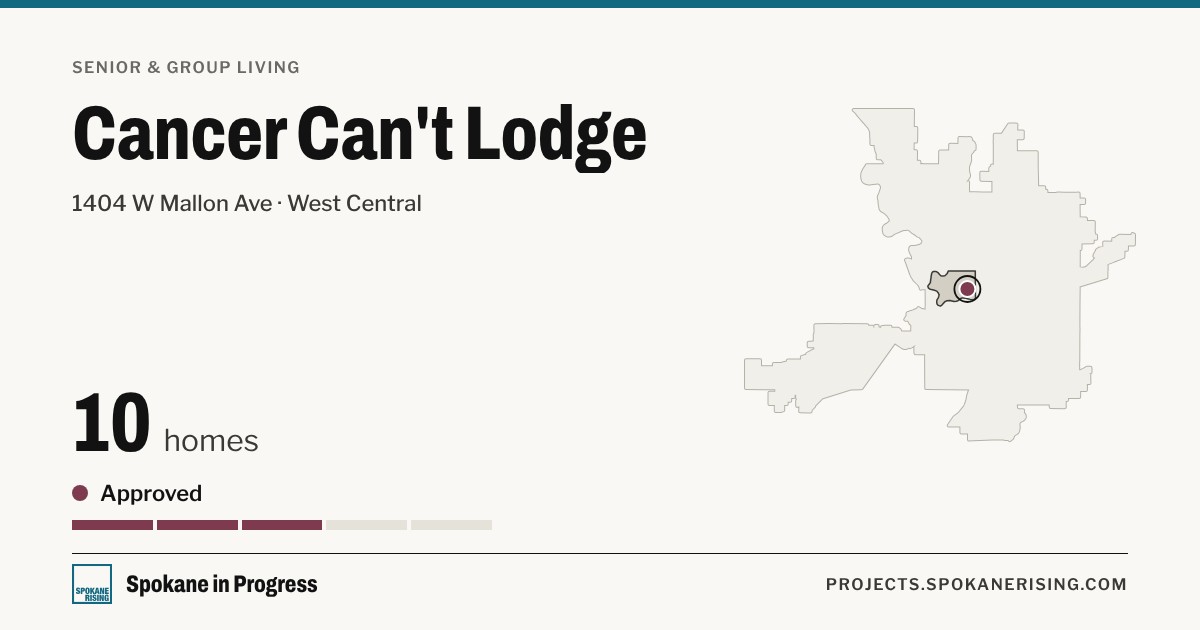 SENIOR & GROUP LIVING
Cancer Can't Lodge
1404 W Mallon Ave · West Central
10 homes
Approved
SPOKANE
RISING
Spokane in Progress
PROJECTS.SPOKANERISING.COM